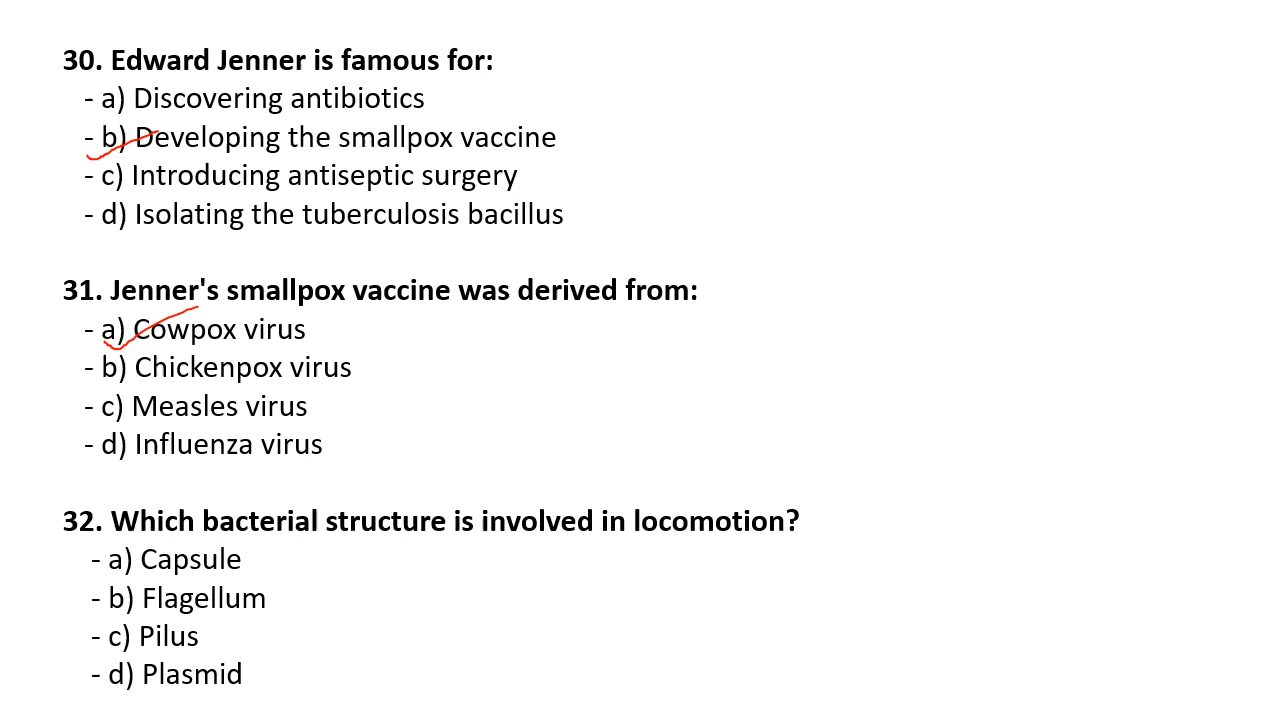 30. Edward Jenner is famous for:
- a) Discovering antibiotics
- b) Developing the smallpox vaccine
- c) Introducing antiseptic surgery
- d) Isolating the tuberculosis bacillus
31. Jenner's smallpox vaccine was derived from:
- a) Cowpox virus
- b) Chickenpox virus
- c) Measles virus
- d) Influenza virus
32. Which bacterial structure is involved in locomotion?
- a) Capsule
- b) Flagellum
- c) Pilus
- d) Plasmid